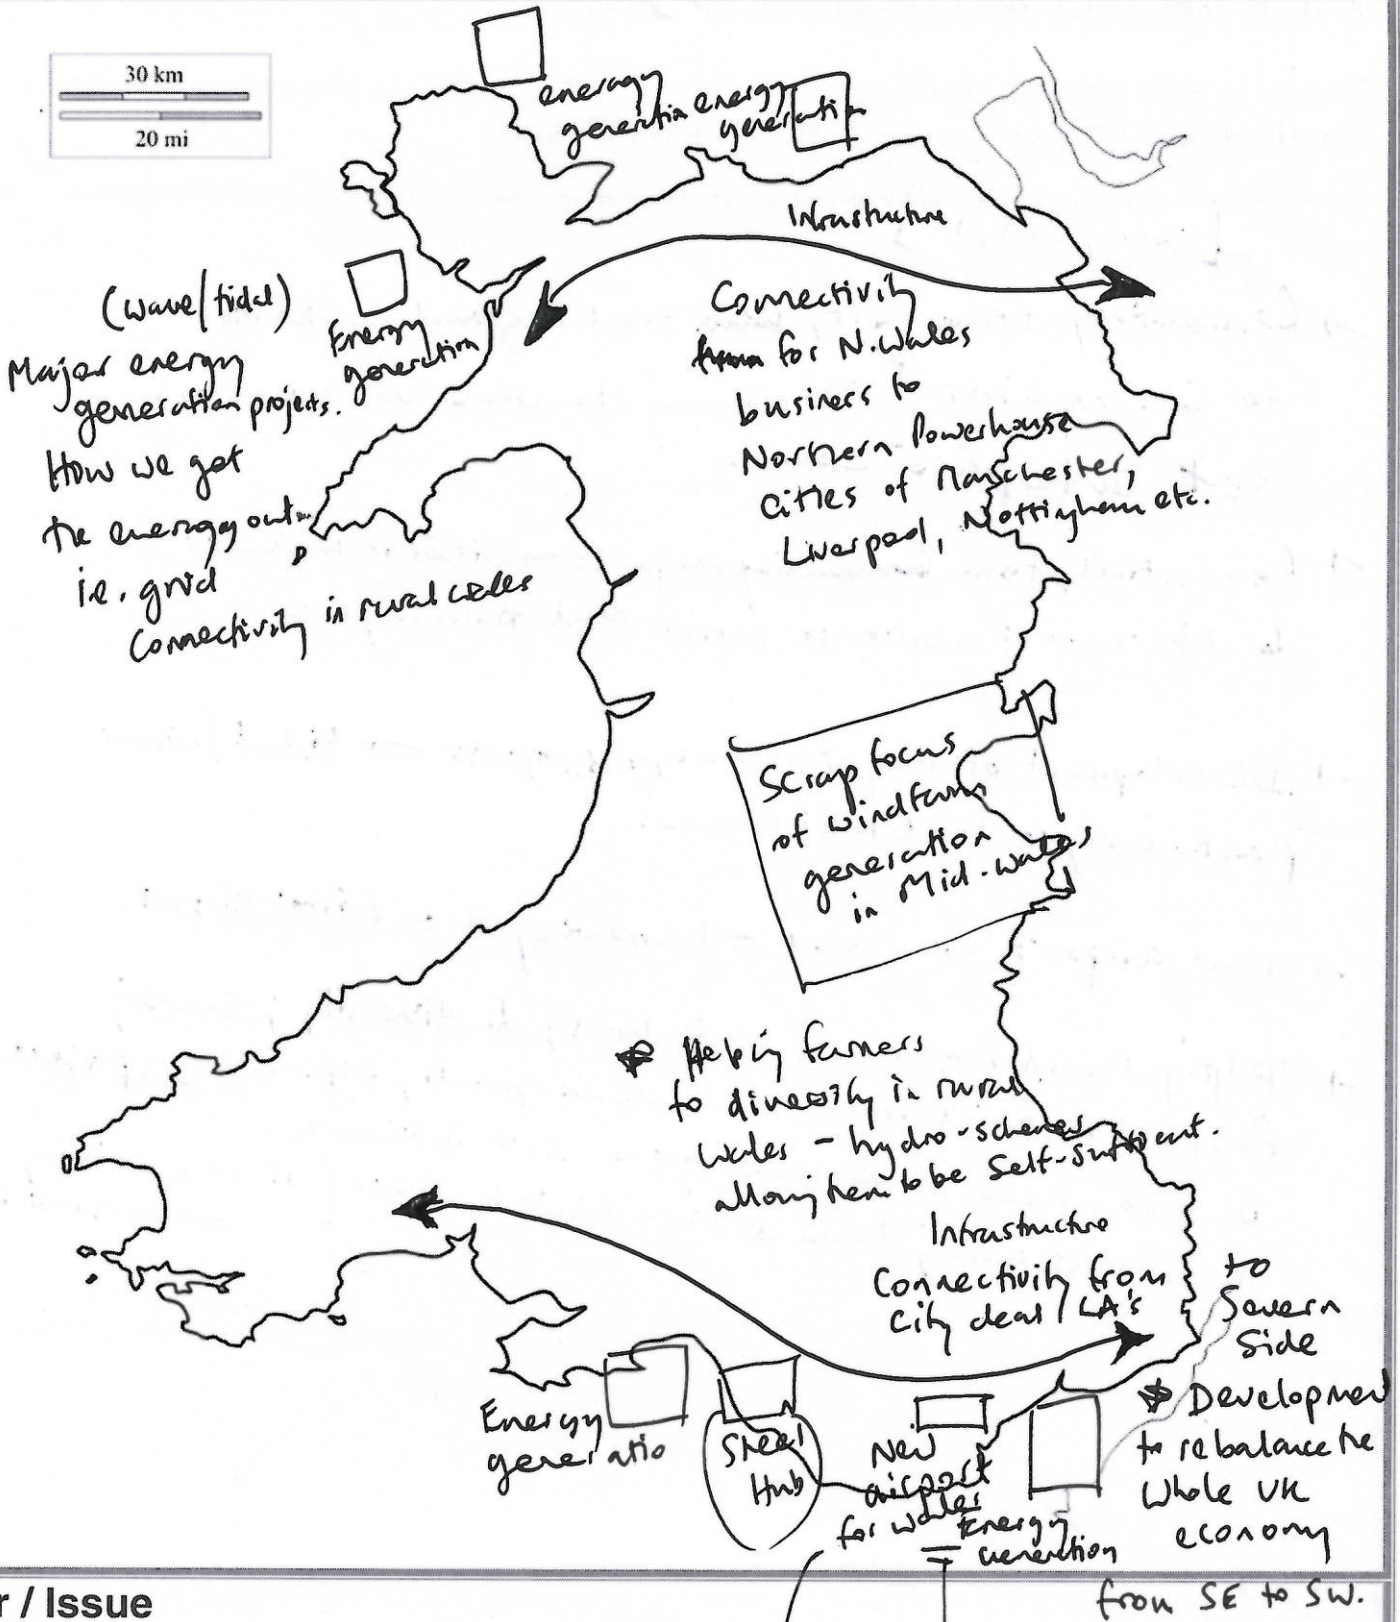 30 km
20 mi
eneragy
generation
energy
generation
Infrastructure
(wave/tidal)
Major energy
generation projects.
How we get
the energy out
i.e. grid
Connectivity in rural wales
Energy
generation
Connectivity
for N.Wales
business to
Northern Powerhouse
Cities of Manchester,
Liverpool, Nottingham etc.
Scrap focus
of windfarm
generation
in Mid-wales
Helping farmers
to diversify in rural
wales - hydro-schemes
allowing them to be self-sufficient.
Infrastructure
Connectivity from
City deal / LA's
to
Severn
Side
Development
to rebalance the
whole UK
economy
from SE to SW.
Energy
generatio
Steel
Hub
New
airport
for wales
Energy
Generation
r / Issue